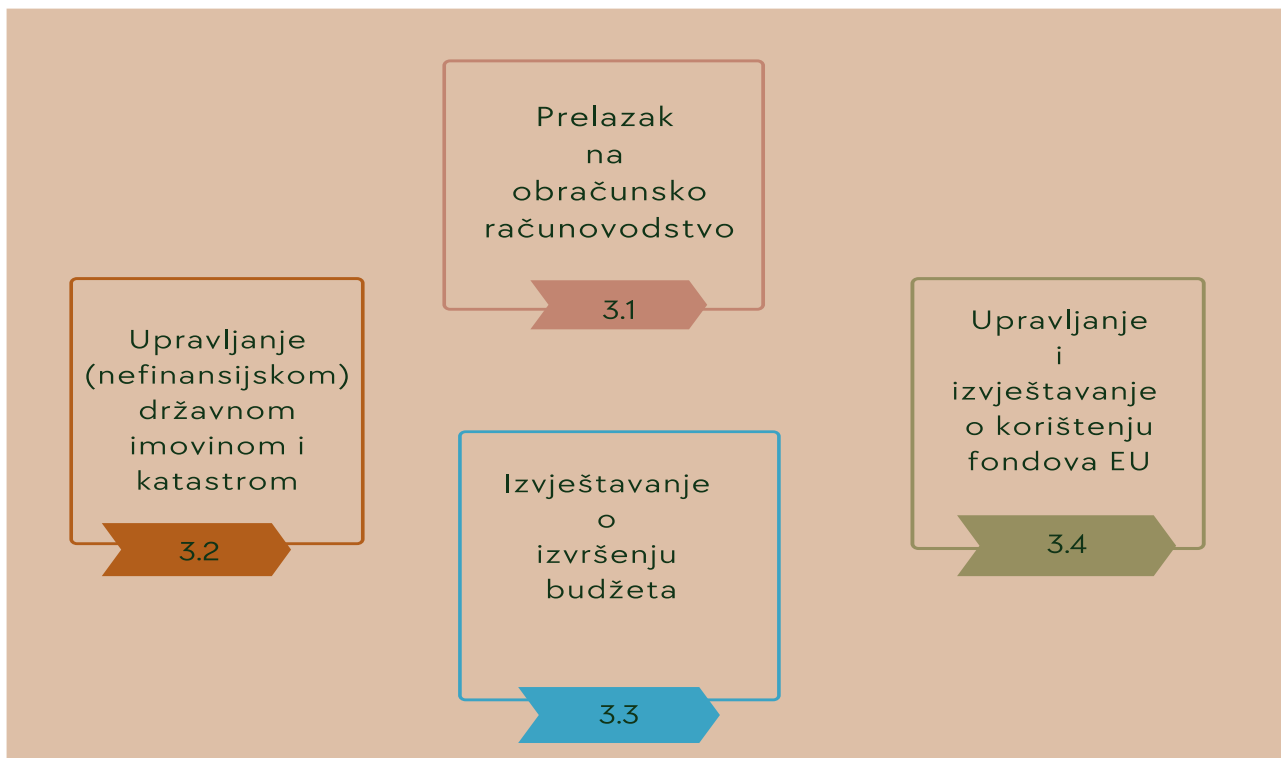 Prelazak
na
obračunsko
računovodstvo
3.1
Upravljanje
(nefinansijskom)
državnom
imovinom i
katastrom
3.2
Izvještavanje
o
izvršenju
budžeta
3.3
Upravljanje
i
izvještavanje
o korištenju
fondova EU
3.4